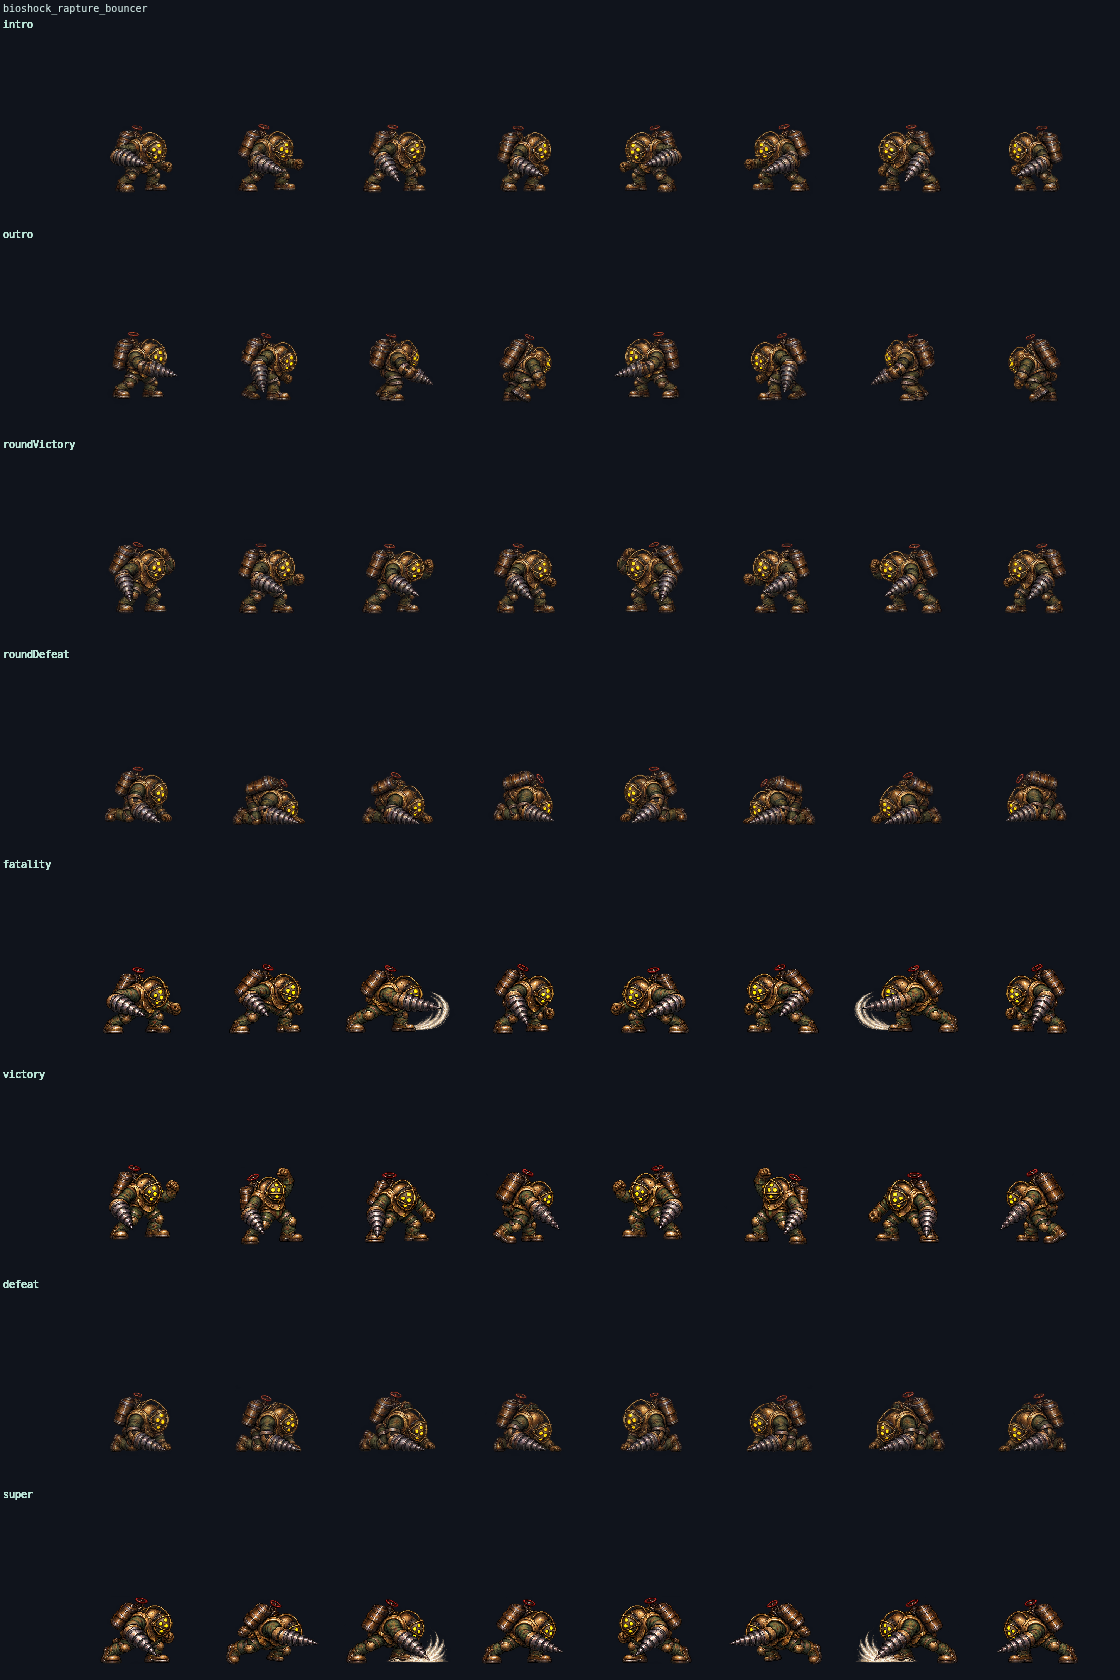 bioshock_rapture_bouncer
intro
outro
roundVictory
roundDefeat
fatality
victory
defeat
super